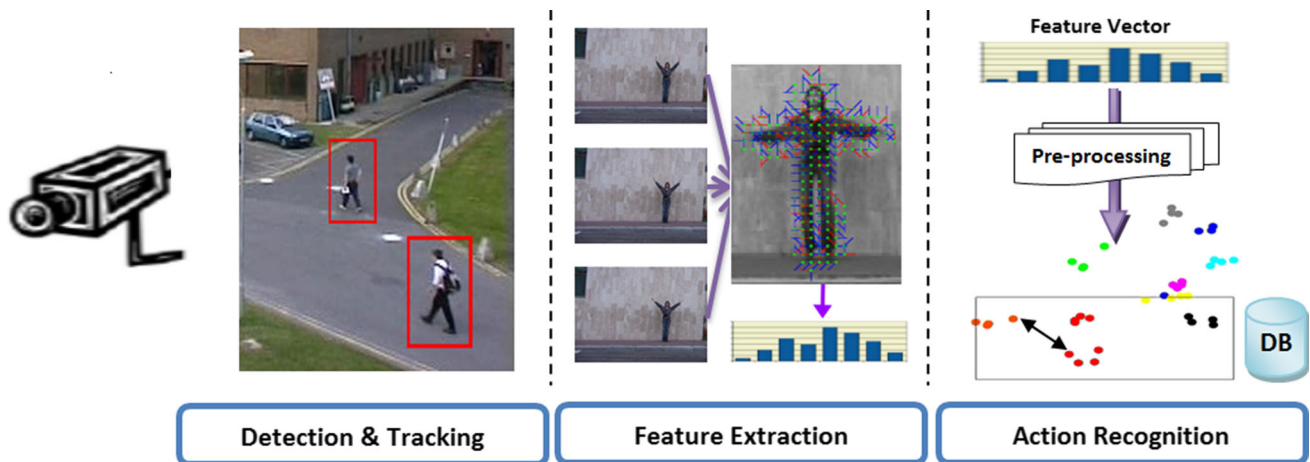 Feature Vector
Pre-processing
DB
Detection & Tracking
Feature Extraction
Action Recognition